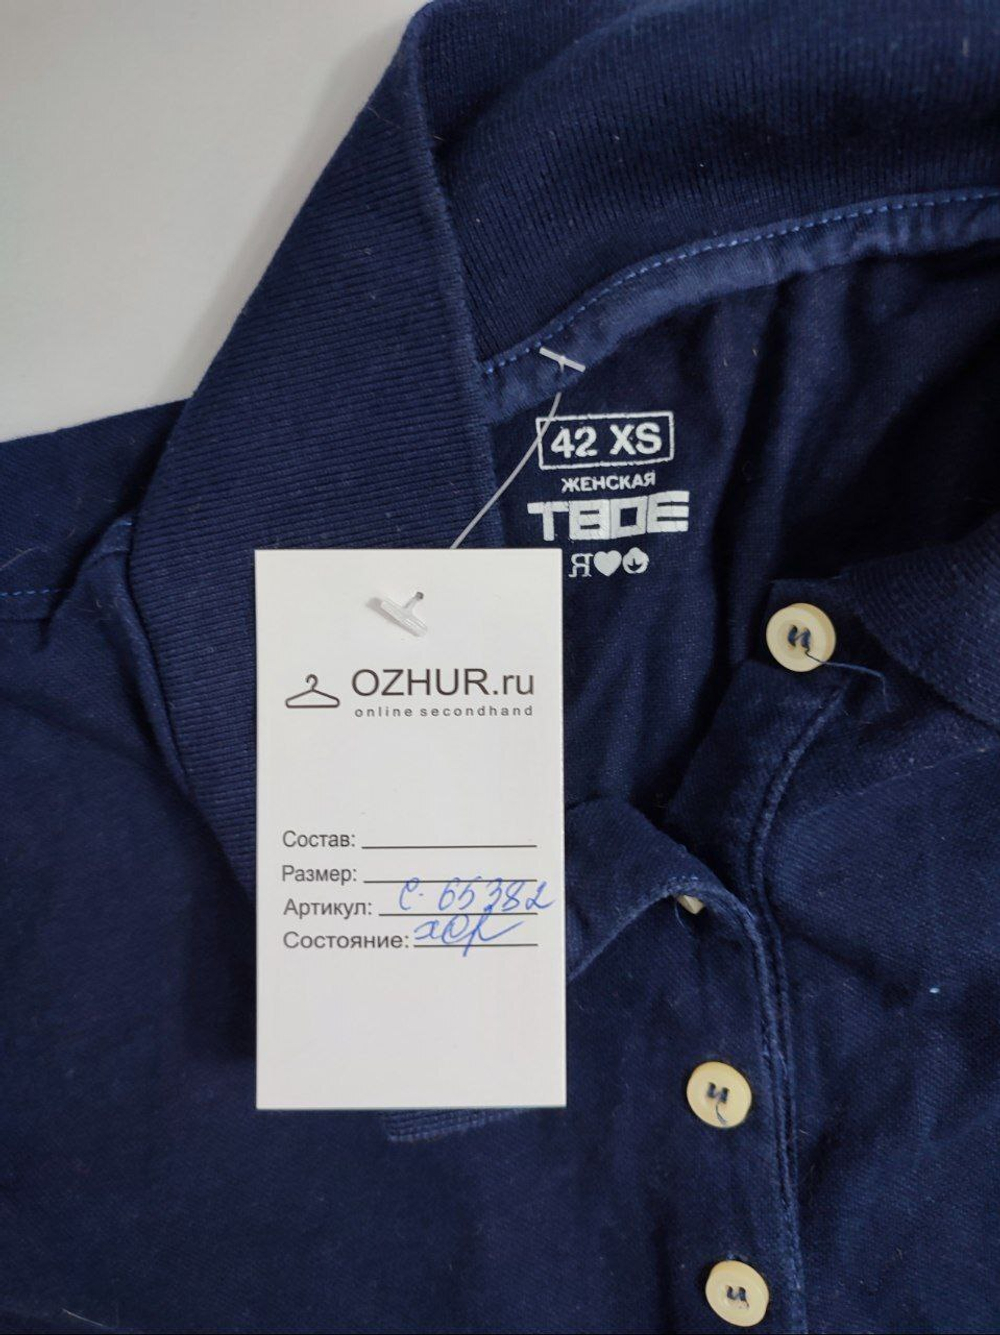 42 XS
ЖЕНСКАЯ
ТВОЕ
Я
OZHUR.ru
online secondhand
Состав:
Размер:
Артикул: С-65382
Состояние: хор